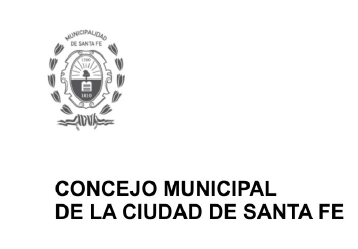 MUNICIPALIDAD
DE SANTA FE
CONCEJO MUNICIPAL
DE LA CIUDAD DE SANTA FE